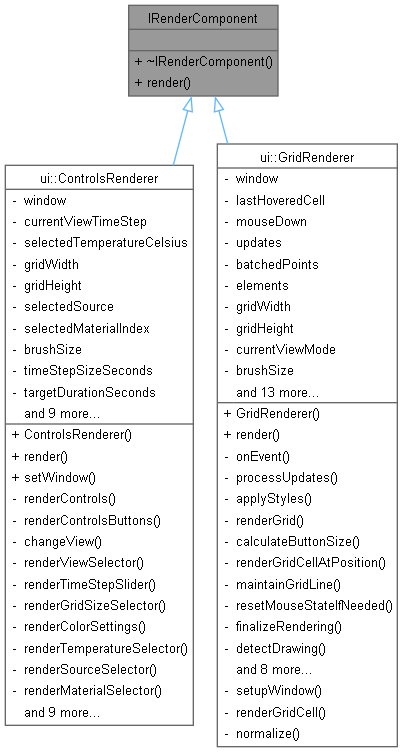 IRenderComponent
+ ~IRenderComponent()
+ render()
ui::ControlsRenderer
- window
- currentViewTimeStep
- selectedTemperatureCelsius
- gridWidth
- gridHeight
- selectedSource
- selectedMaterialIndex
- brushSize
- timeStepSizeSeconds
- targetDurationSeconds
and 9 more...
+ ControlsRenderer()
+ render()
+ setWindow()
- renderControls()
- renderControlsButtons()
- changeView()
- renderViewSelector()
- renderTimeStepSlider()
- renderGridSizeSelector()
- renderColorSettings()
- renderTemperatureSelector()
- renderSourceSelector()
- renderMaterialSelector()
and 9 more...
ui::GridRenderer
- window
- lastHoveredCell
- mouseDown
- updates
- batchedPoints
- elements
- gridWidth
- gridHeight
- currentViewMode
- brushSize
and 13 more...
+ GridRenderer()
+ render()
- onEvent()
- processUpdates()
- applyStyles()
- renderGrid()
- calculateButtonSize()
- renderGridCellAtPosition()
- maintainGridLine()
- resetMouseStateIfNeeded()
- finalizeRendering()
- detectDrawing()
and 8 more...
- setupWindow()
- renderGridCell()
- normalize()